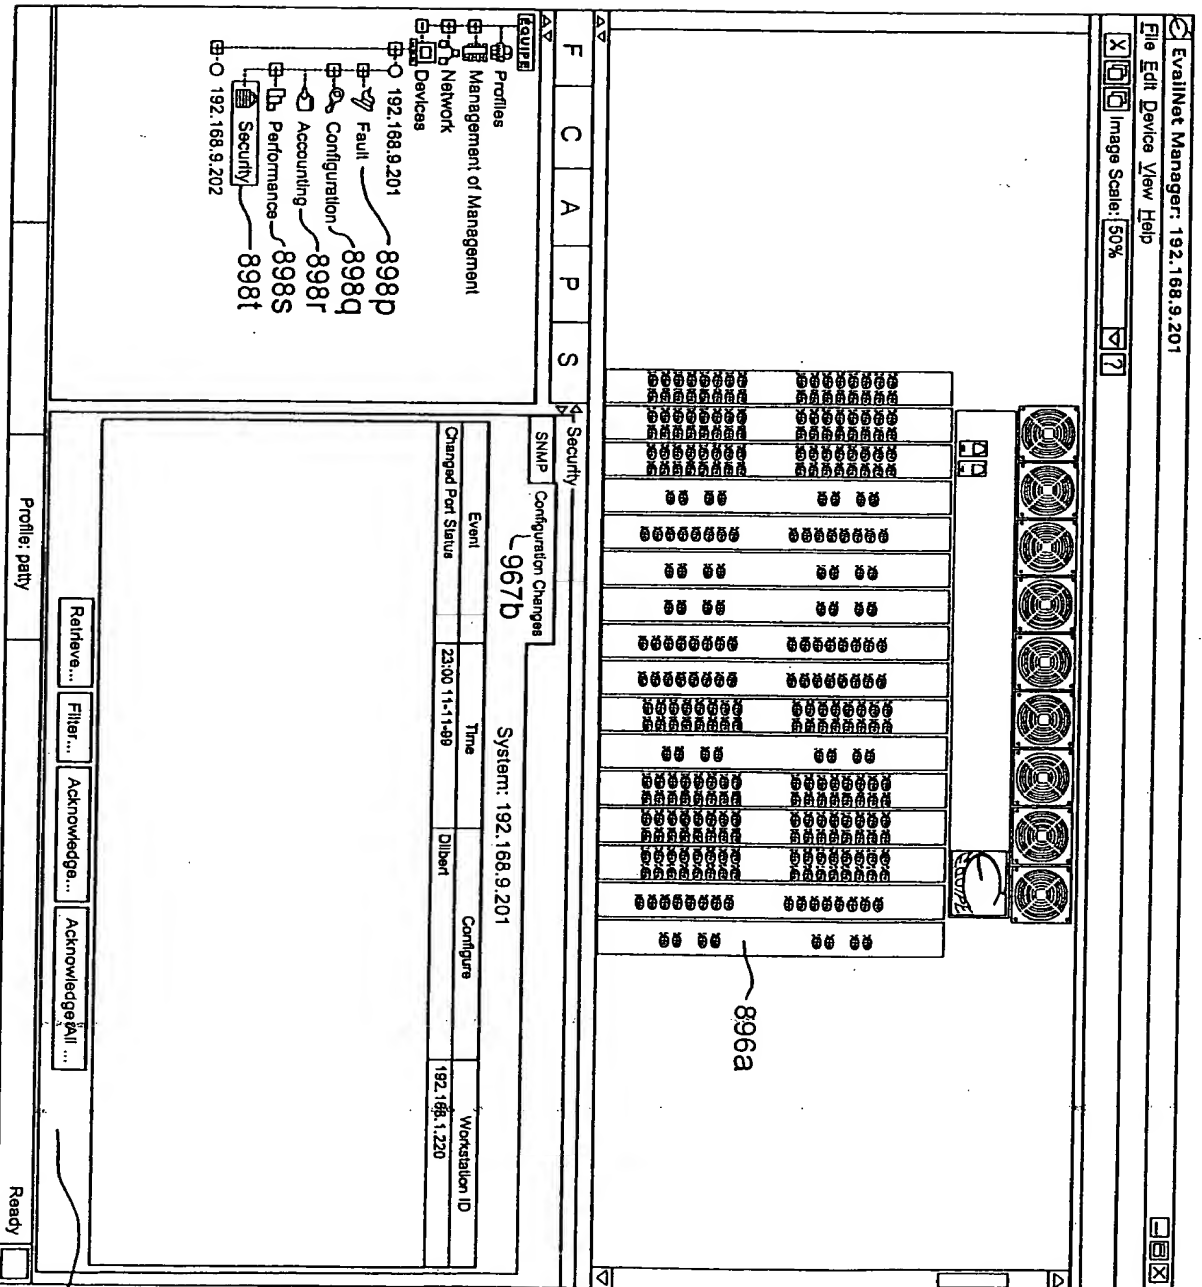 EvailNet Manager: 192.168.9.201
File Edit Device View Help
X Image Scale: 50% ?
896a
F C A P S
EQUIPE
Profiles
Management of Management
Network
Devices
192.168.9.201
Fault
Configuration
Accounting
Performance
Security
192.168.9.202
898p
898q
898r
898s
898t
Security
SNMP Configuration Changes System: 192.168.9.201
967b
Event Time Configure Workstation ID
Changed Port Status 23:00 11-11-99 Dilbert 192.168.1.220
Retrieve... Filter... Acknowledge... Acknowledge All ...
Profile: patty Ready